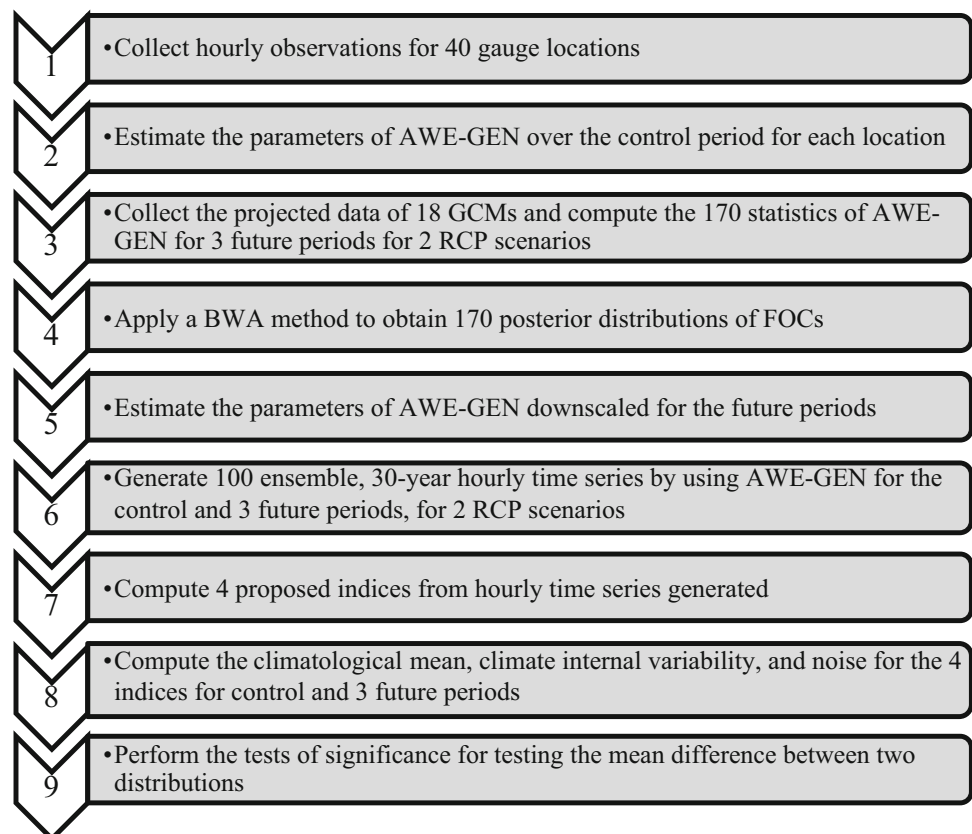 1
•Collect hourly observations for 40 gauge locations
2
•Estimate the parameters of AWE-GEN over the control period for each location
3
•Collect the projected data of 18 GCMs and compute the 170 statistics of AWE-
GEN for 3 future periods for 2 RCP scenarios
4
•Apply a BWA method to obtain 170 posterior distributions of FOCs
5
•Estimate the parameters of AWE-GEN downscaled for the future periods
6
•Generate 100 ensemble, 30-year hourly time series by using AWE-GEN for the
control and 3 future periods, for 2 RCP scenarios
7
•Compute 4 proposed indices from hourly time series generated
8
•Compute the climatological mean, climate internal variability, and noise for the 4
indices for control and 3 future periods
9
•Perform the tests of significance for testing the mean difference between two
distributions